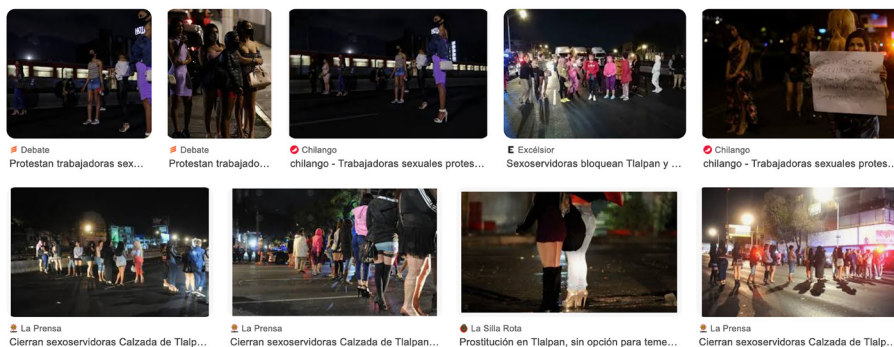 Debate
Protestan trabajadoras sex...
Debate
Protestan trabajado...
Chilango
chilango - Trabajadoras sexuales protes...
Excélsior
Sexoservidoras bloquean Tlalpan y ...
Chilango
chilango - Trabajadoras sexuales protes...
La Prensa
Cierran sexoservidoras Calzada de Tlalp...
La Prensa
Cierran sexoservidoras Calzada de Tlalpan...
La Silla Rota
Prostitución en Tlalpan, sin opción para teme...
La Prensa
Cierran sexoservidoras Calzada de Tlalp...